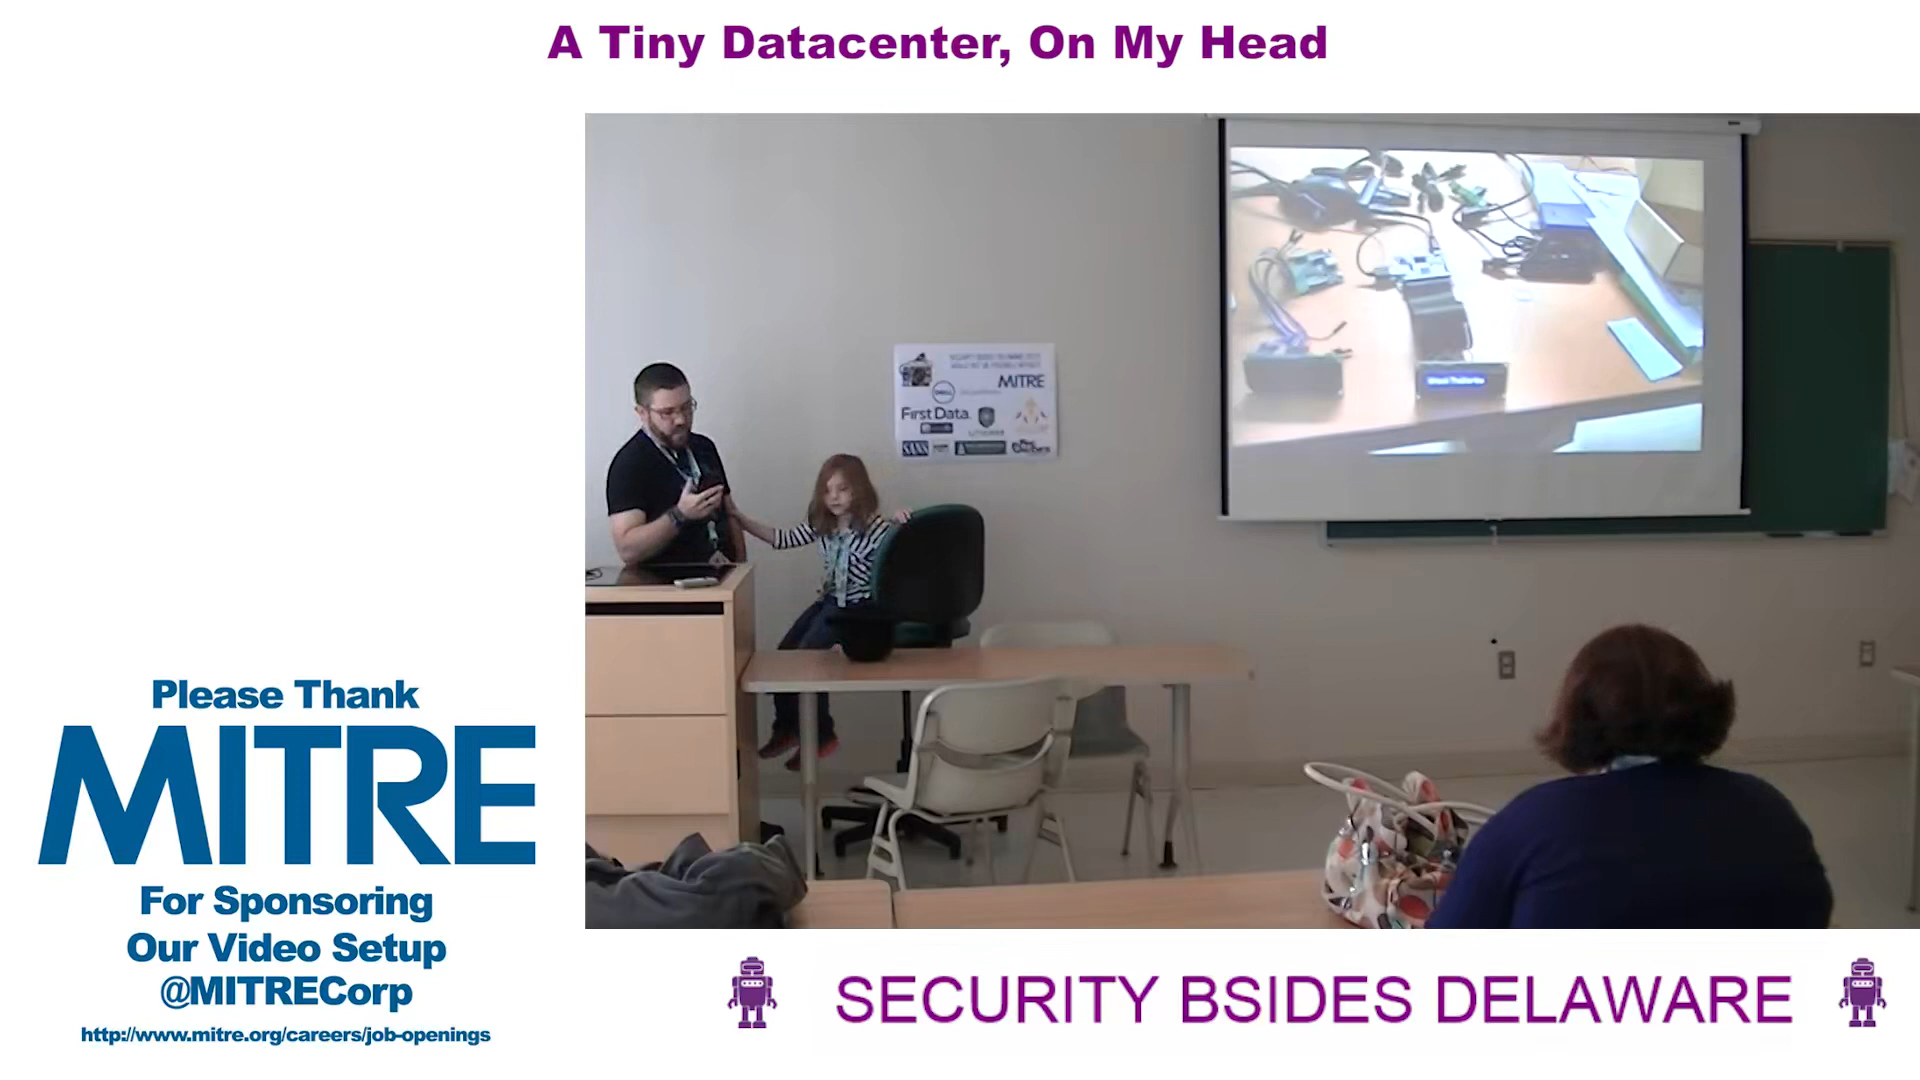 A Tiny Datacenter, On My Head
MITRE
DELL
First Data.
Please Thank
MITRE
For Sponsoring
Our Video Setup
@MITRECorp
http://www.mitre.org/careers/job-openings
SECURITY BSIDES DELAWARE